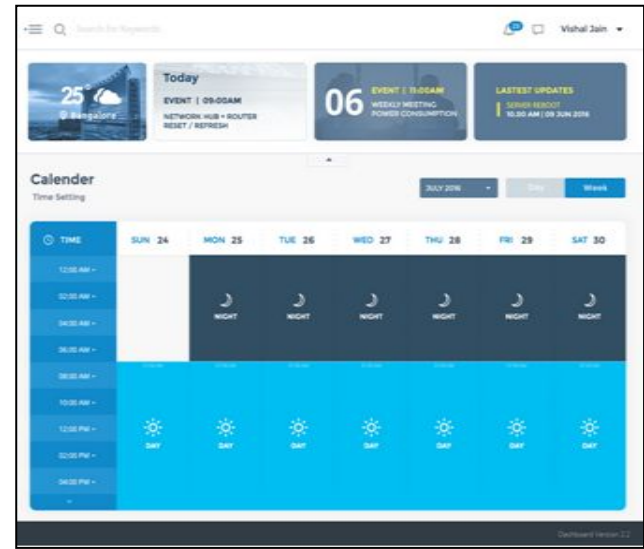 Search for Keywords
25
Vishal Jain
25°
Bangalore
Today
EVENT | 09:00AM
NETWORK HUB - ROUTER
RESET / REFRESH
06
EVENT | 11:00AM
WEEKLY MEETING
POWER CONSUMPTION
LASTEST UPDATES
SERVER REBOOT
10.30 AM | 09 JUN 2016
Calender
Time Setting
JULY 2016
Day
Week
TIME
SUN 24
MON 25
TUE 26
WED 27
THU 28
FRI 29
SAT 30
12:00 AM -
02:00 AM -
04:00 AM -
06:00 AM -
08:00 AM -
10:00 AM -
12:00 PM -
02:00 PM -
04:00 PM -
NIGHT
NIGHT
NIGHT
NIGHT
NIGHT
NIGHT
DAY
DAY
DAY
DAY
DAY
DAY
DAY
Dashboard Version 2.2